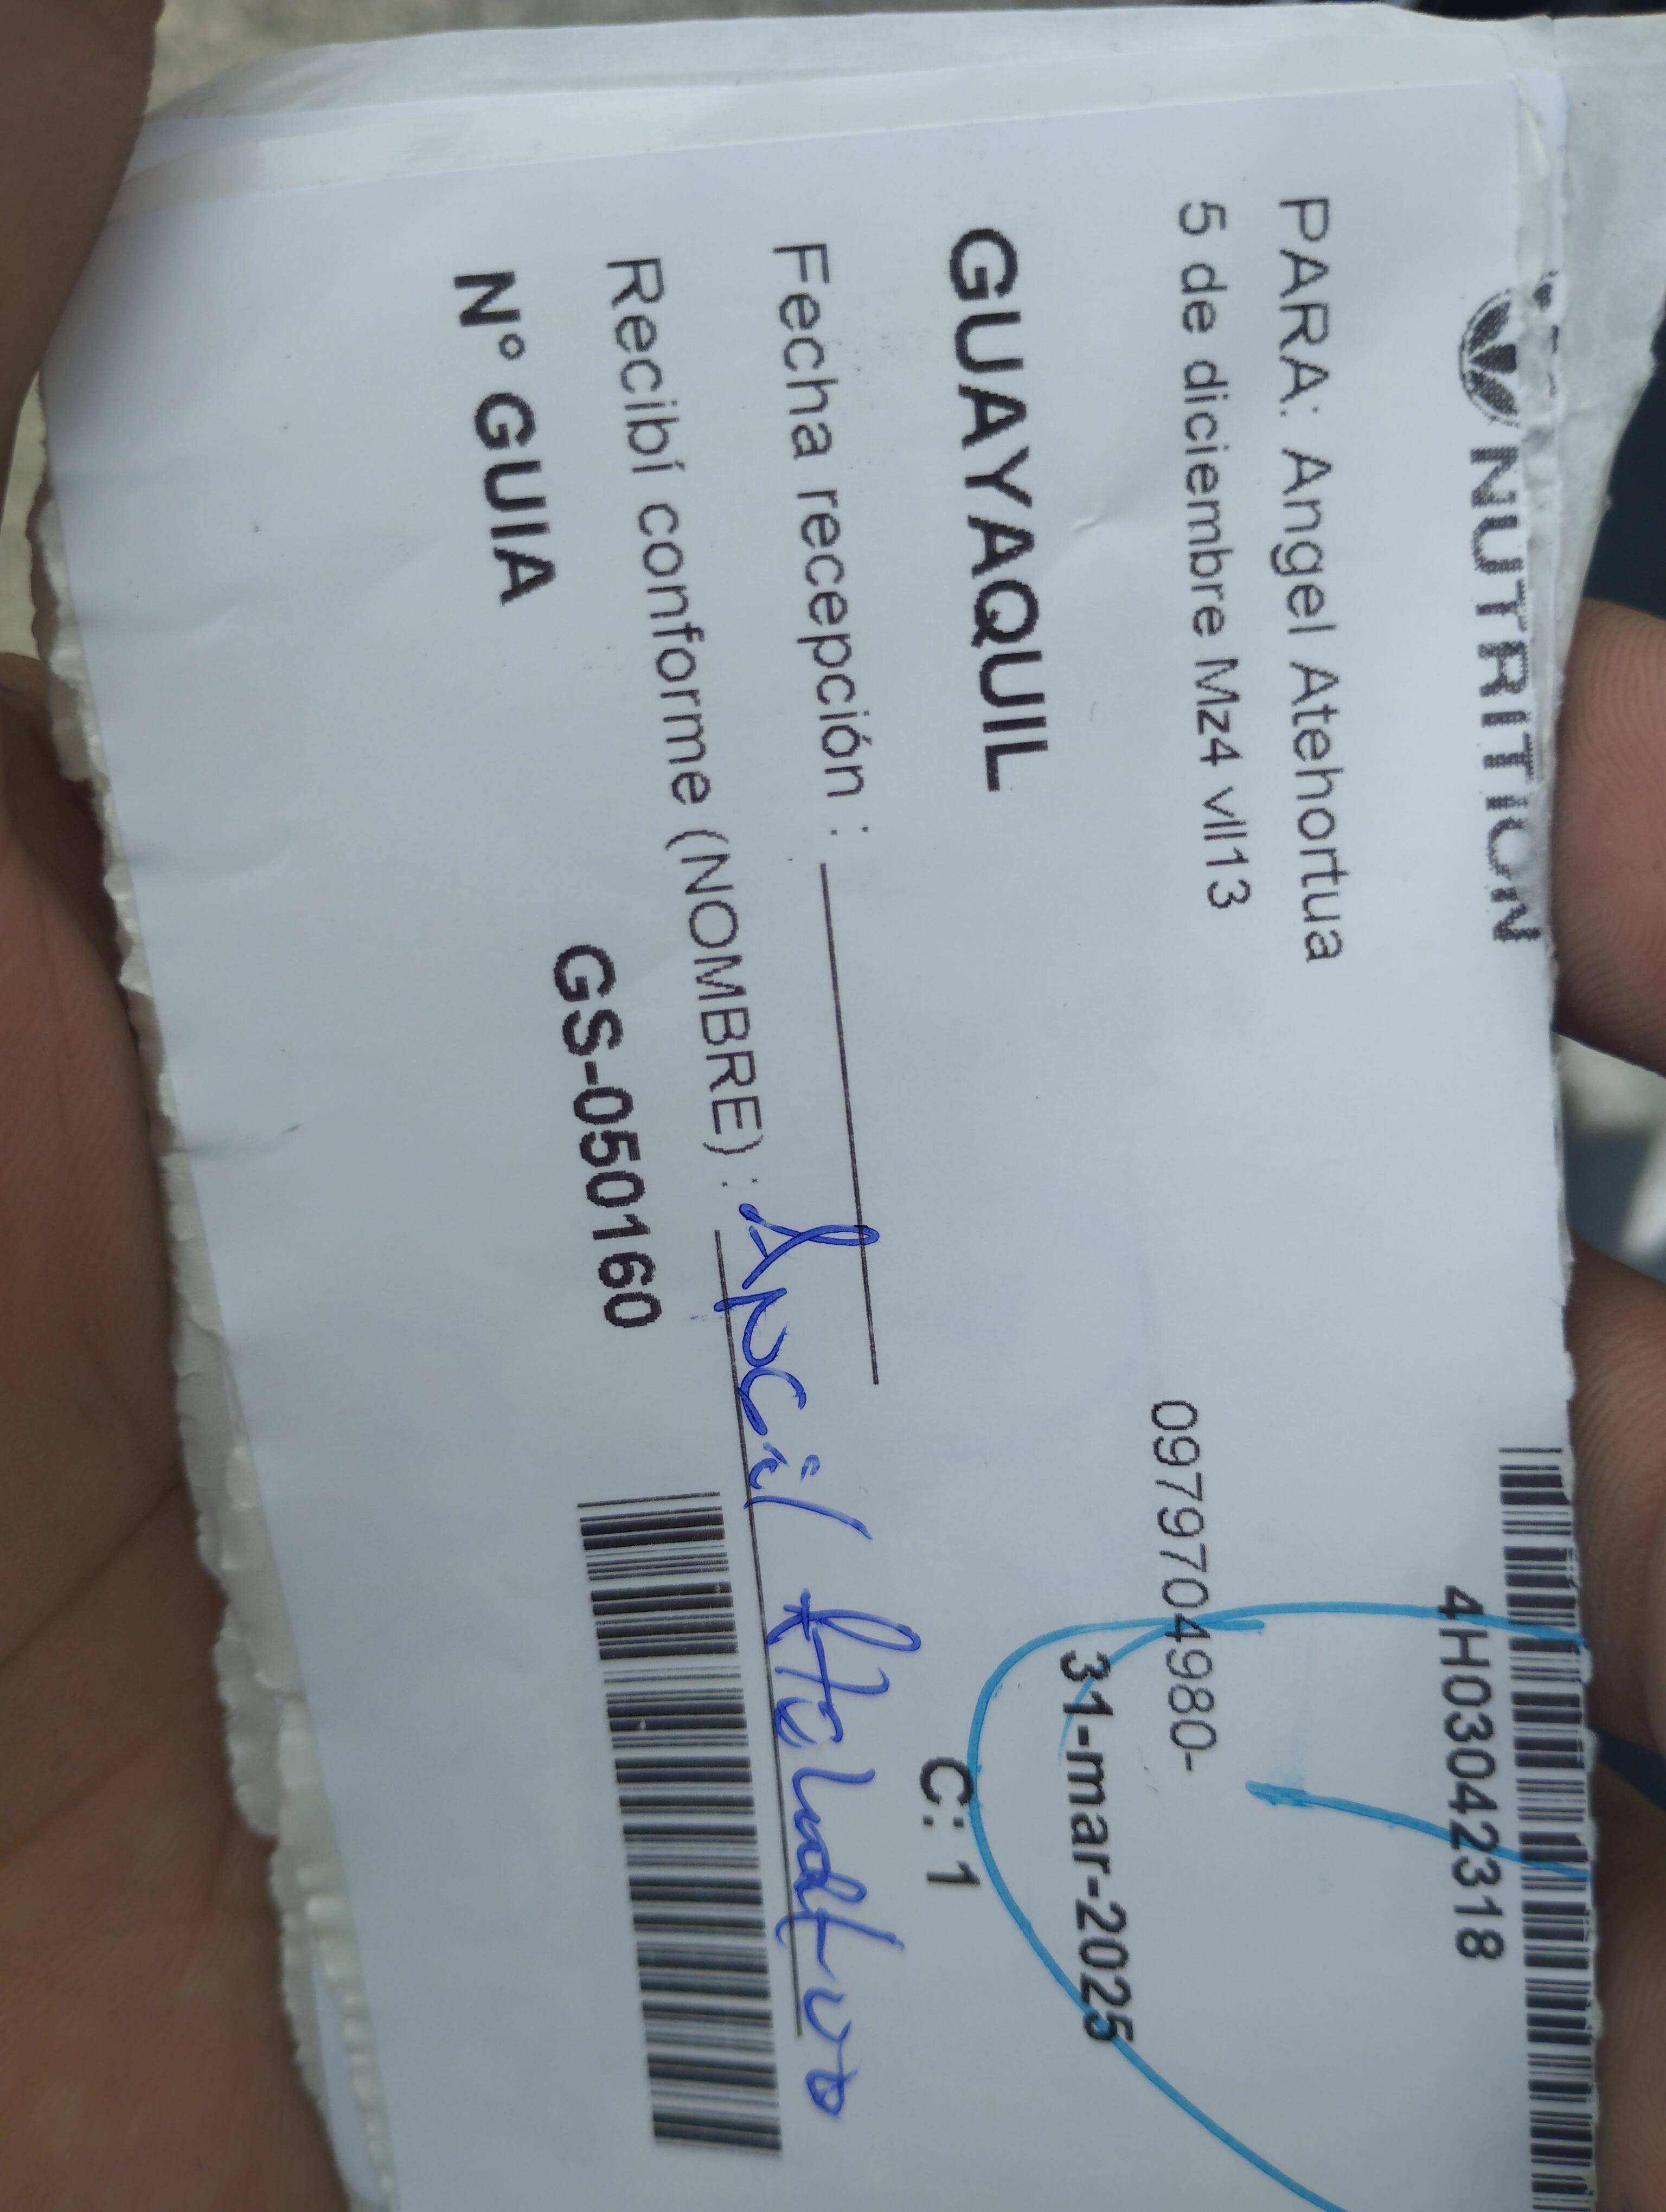 NUTRITION
4H03042318
PARA: Angel Atehortua
5 de diciembre Mz4 vll13
0979704980-
31-mar-2025
GUAYAQUIL
C: 1
Fecha recepción :
Recibí conforme (NOMBRE) :
N° GUIA
GS-050160